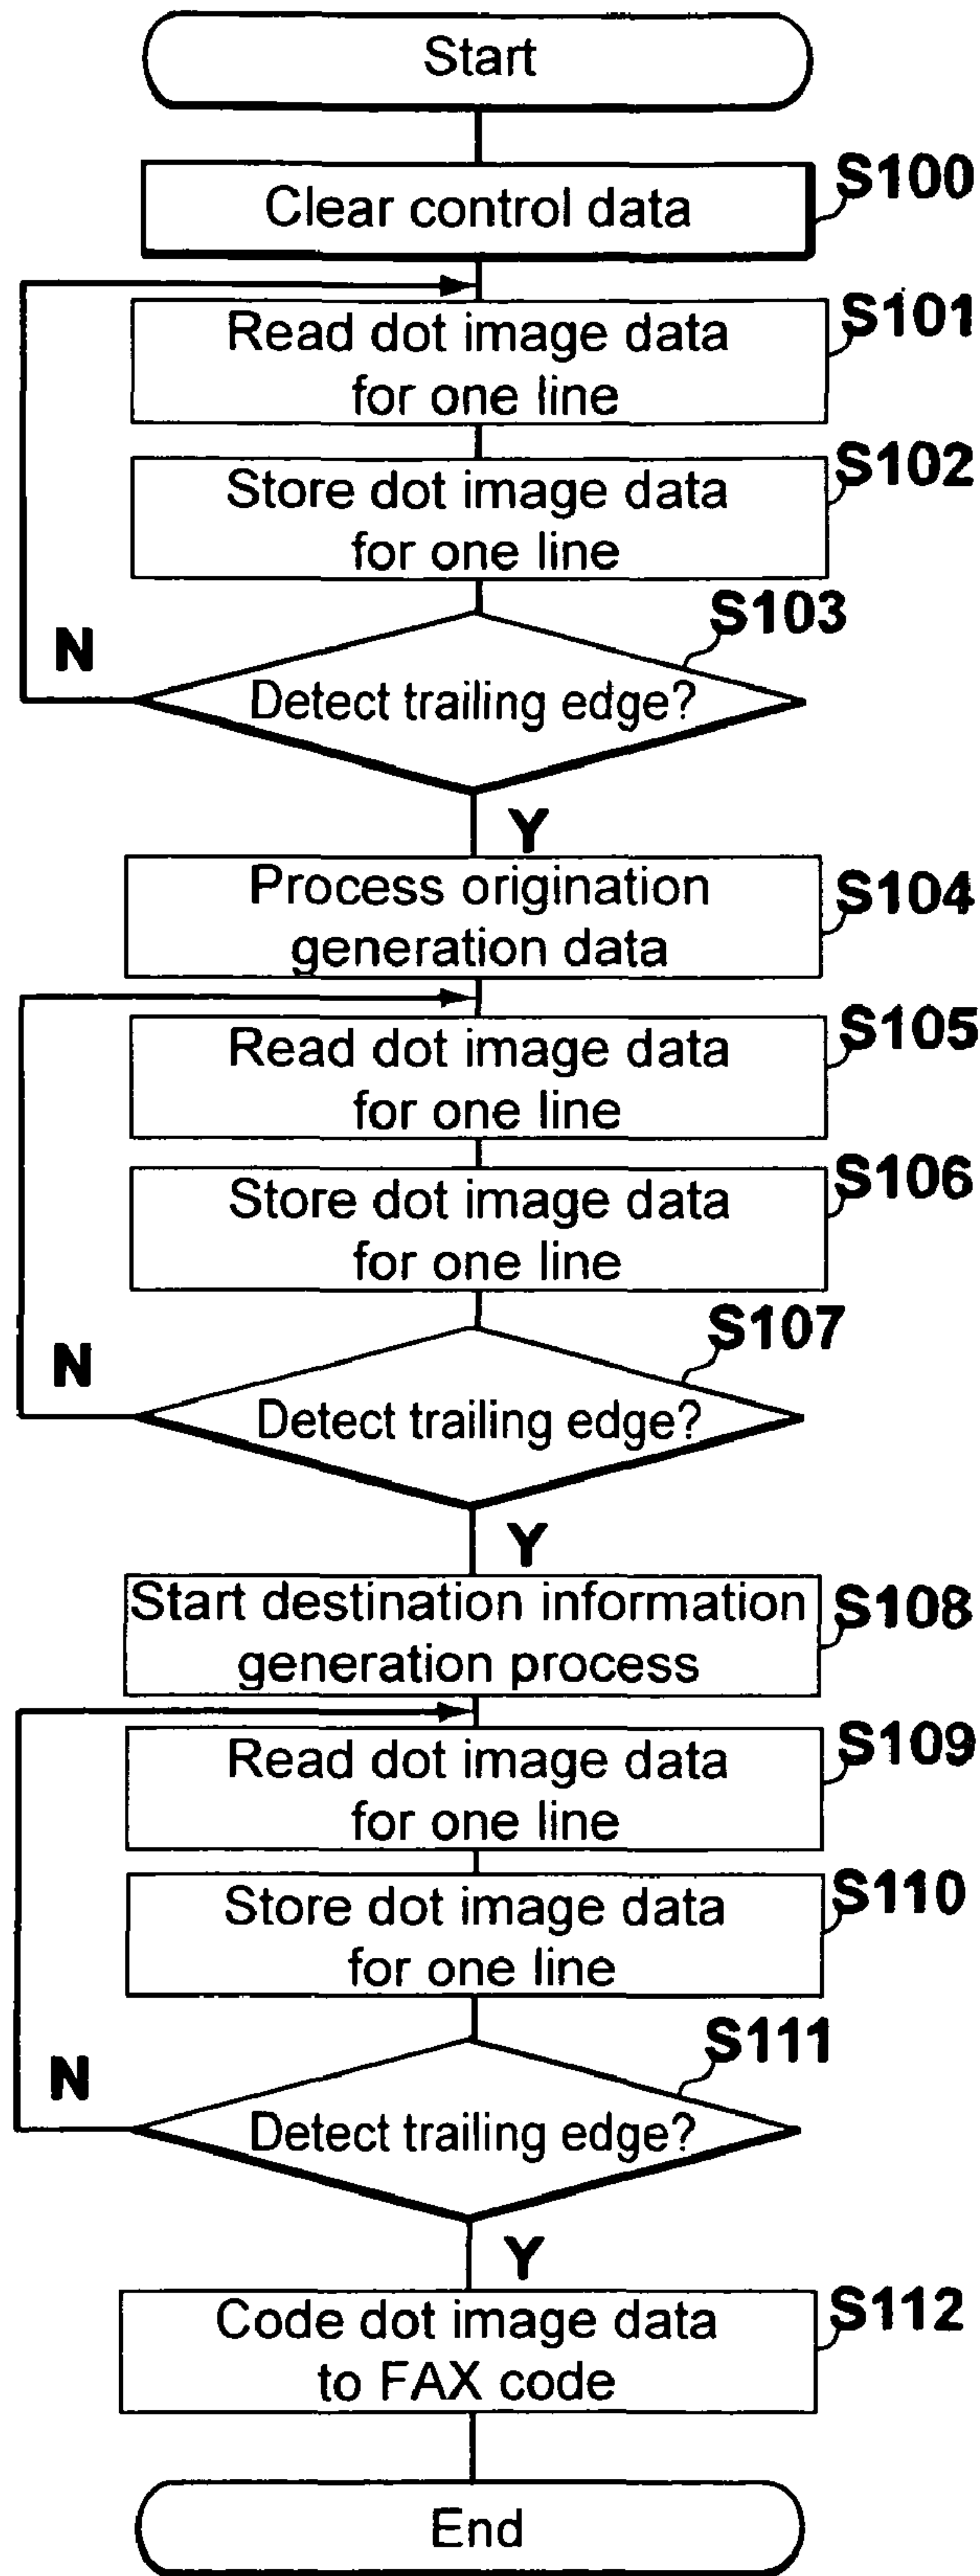 Start
S100
Clear control data
S101
Read dot image data
for one line
S102
Store dot image data
for one line
S103
N
Detect trailing edge?
Y
S104
Process origination
generation data
S105
Read dot image data
for one line
S106
Store dot image data
for one line
S107
N
Detect trailing edge?
Y
S108
Start destination information
generation process
S109
Read dot image data
for one line
S110
Store dot image data
for one line
S111
N
Detect trailing edge?
Y
S112
Code dot image data
to FAX code
End